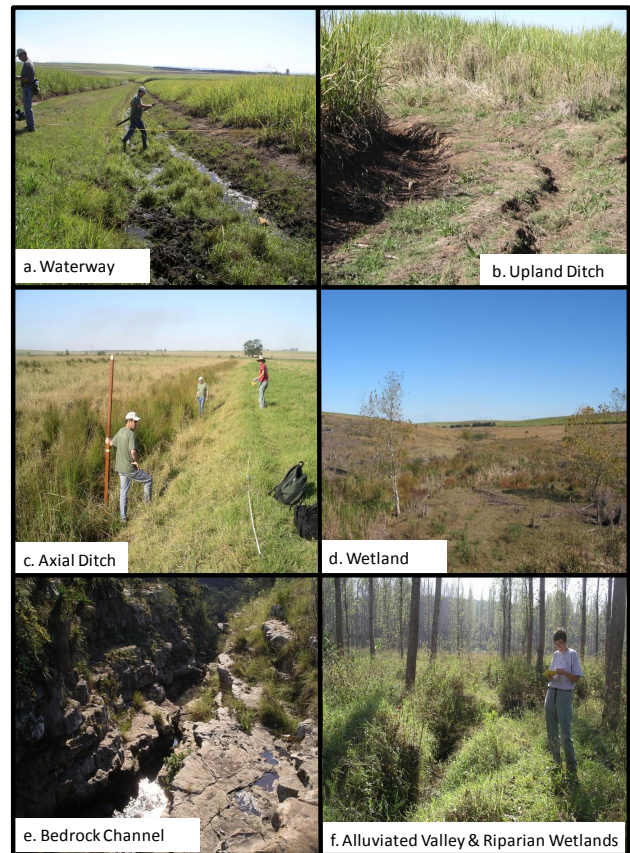 a. Waterway
b. Upland Ditch
c. Axial Ditch
d. Wetland
e. Bedrock Channel
f. Alluviated Valley & Riparian Wetlands